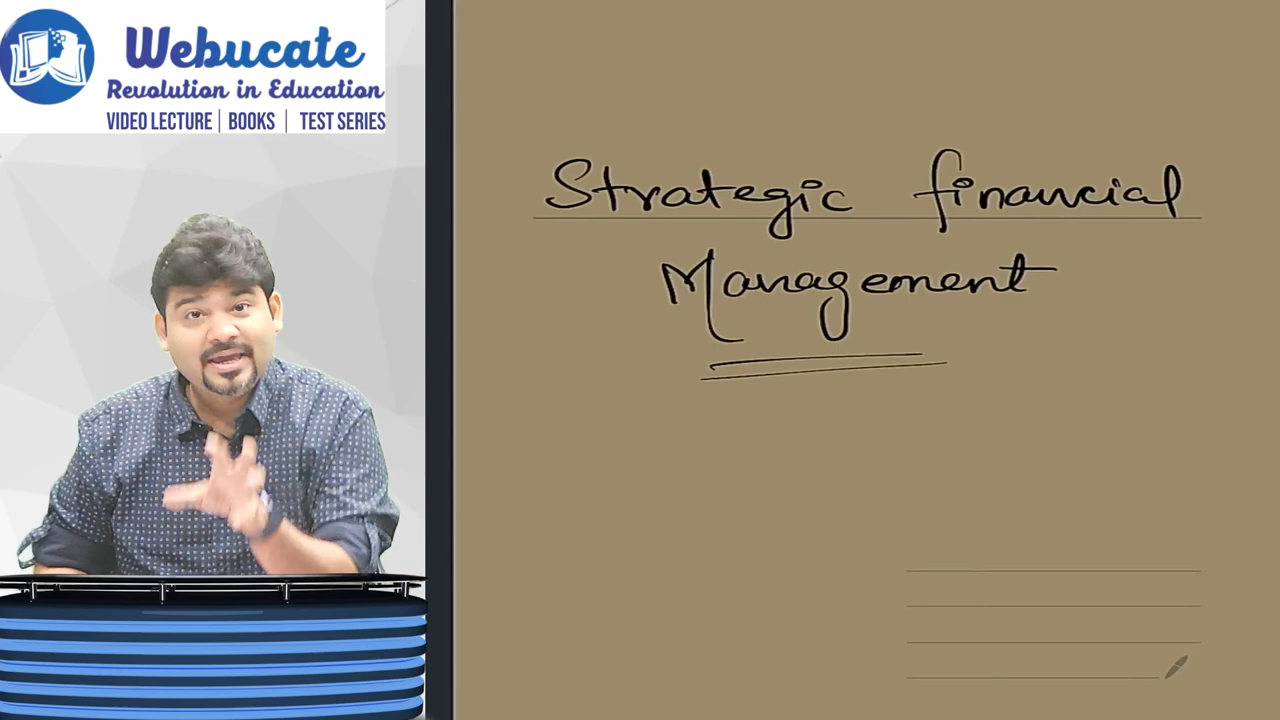 Webucate
Revolution in Education
VIDEO LECTURE | BOOKS | TEST SERIES
Strategic financial
Management